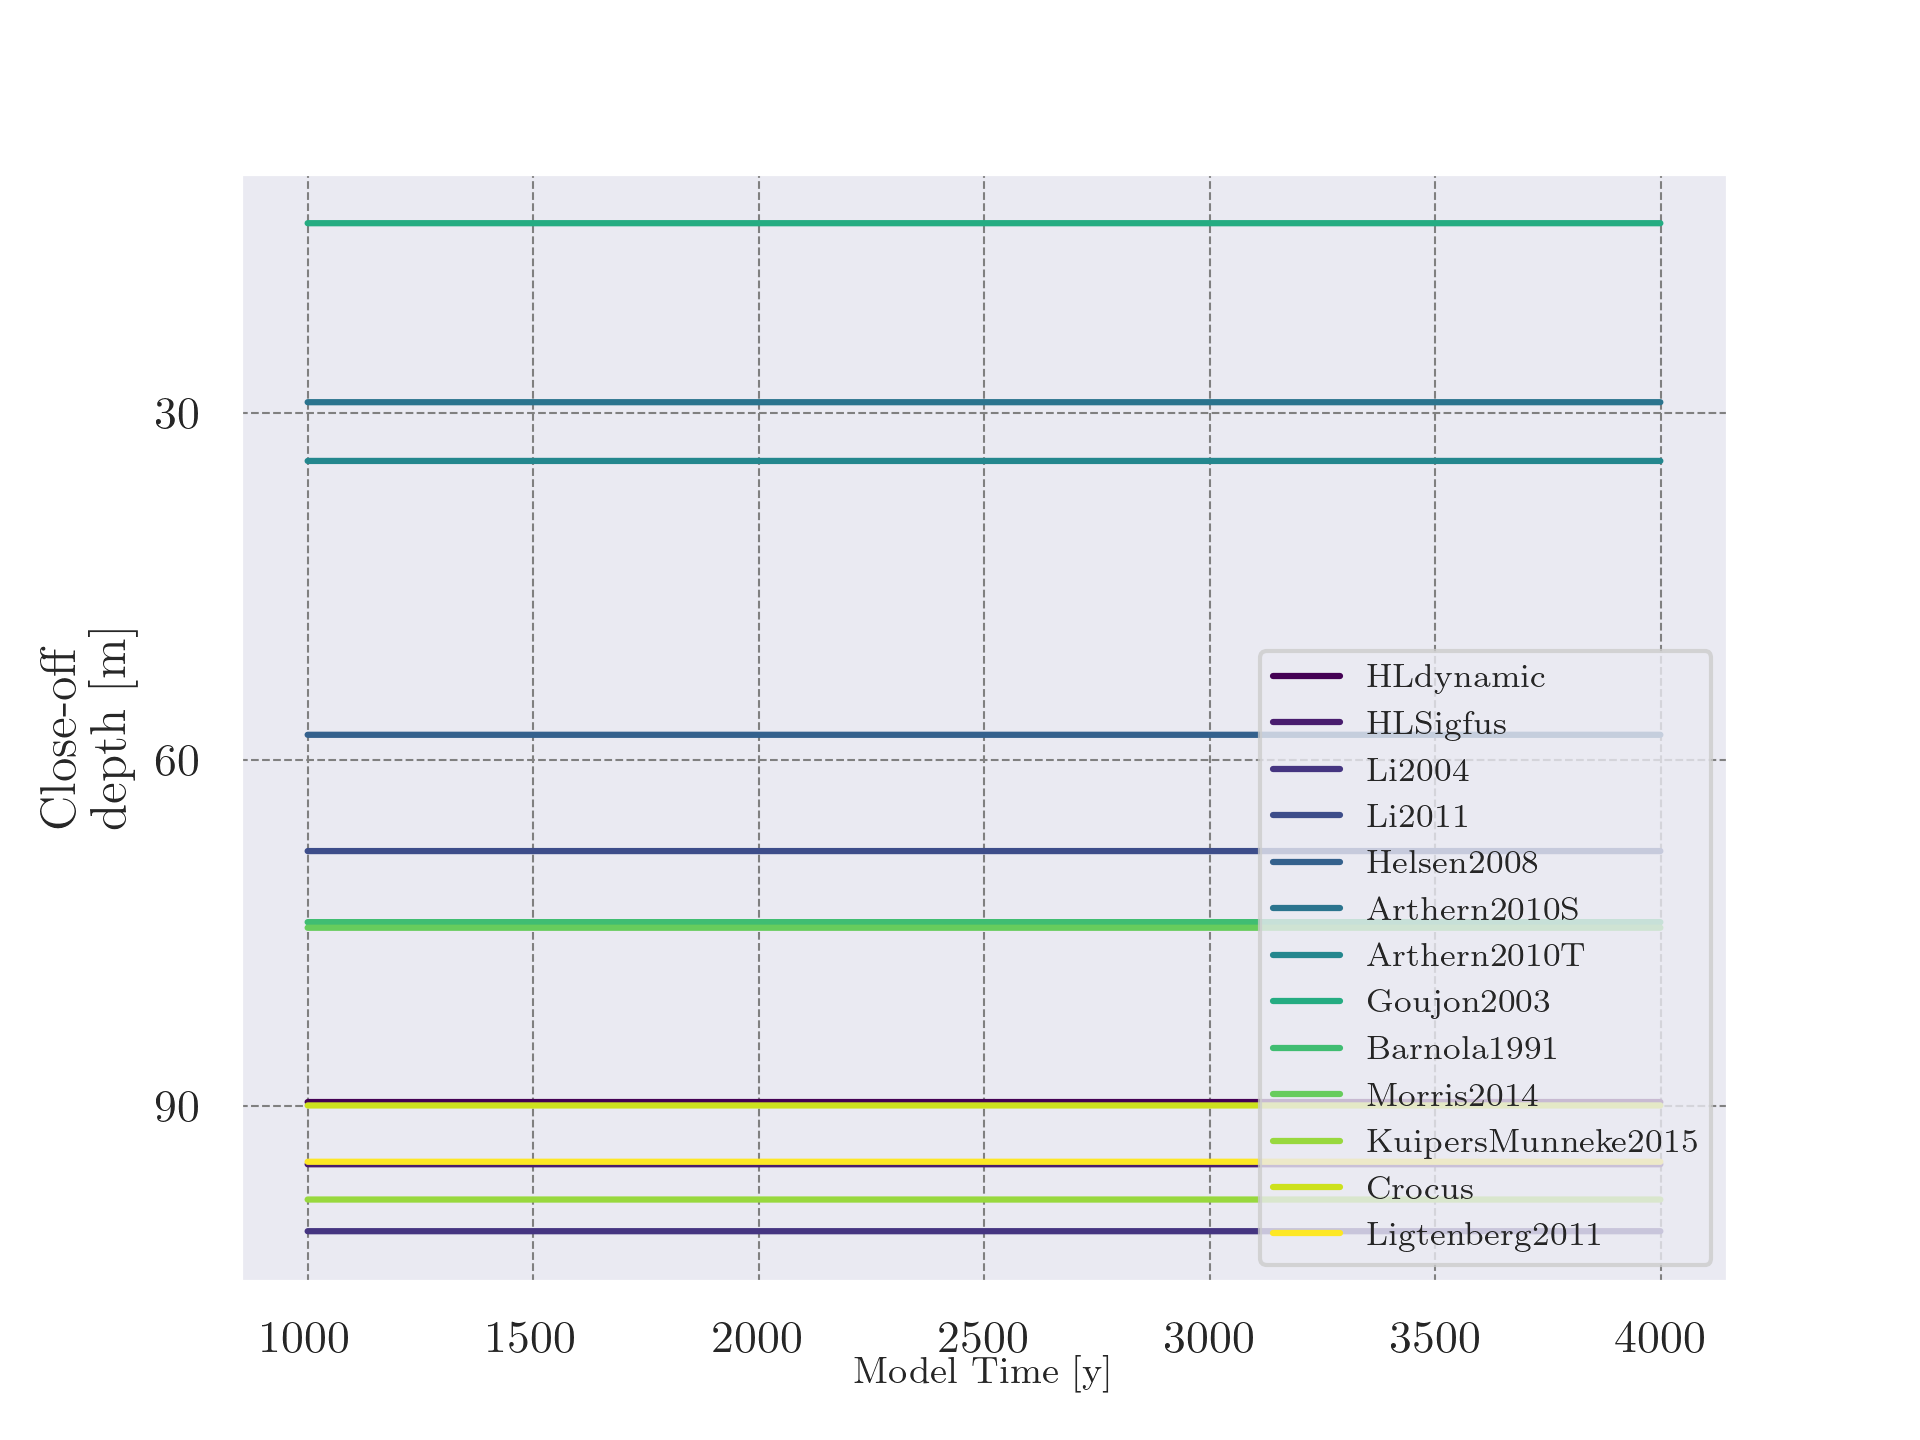 Close-off
depth [m]
30
60
90
HLdynamic
HLSigfus
Li2004
Li2011
Helsen2008
Arthern2010S
Arthern2010T
Goujon2003
Barnola1991
Morris2014
KuipersMunneke2015
Crocus
Ligtenberg2011
1000 1500 2000 2500 3000 3500 4000
Model Time [y]